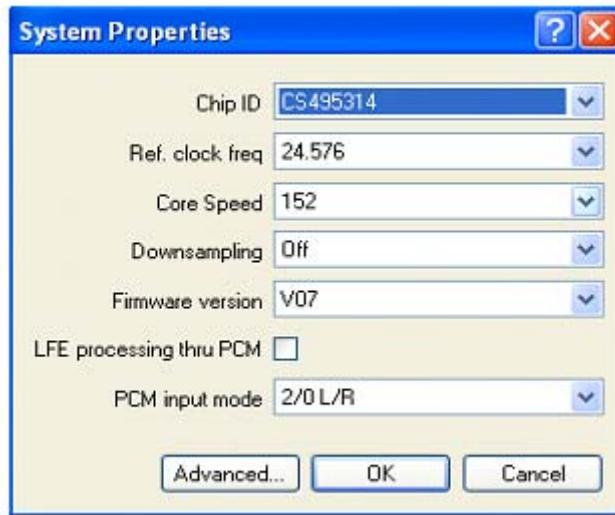 System Properties
?
Chip ID CS495314
Ref. clock freq 24.576
Core Speed 152
Downsampling Off
Firmware version V07
LFE processing thru PCM
PCM input mode 2/0 L/R
Advanced... OK Cancel